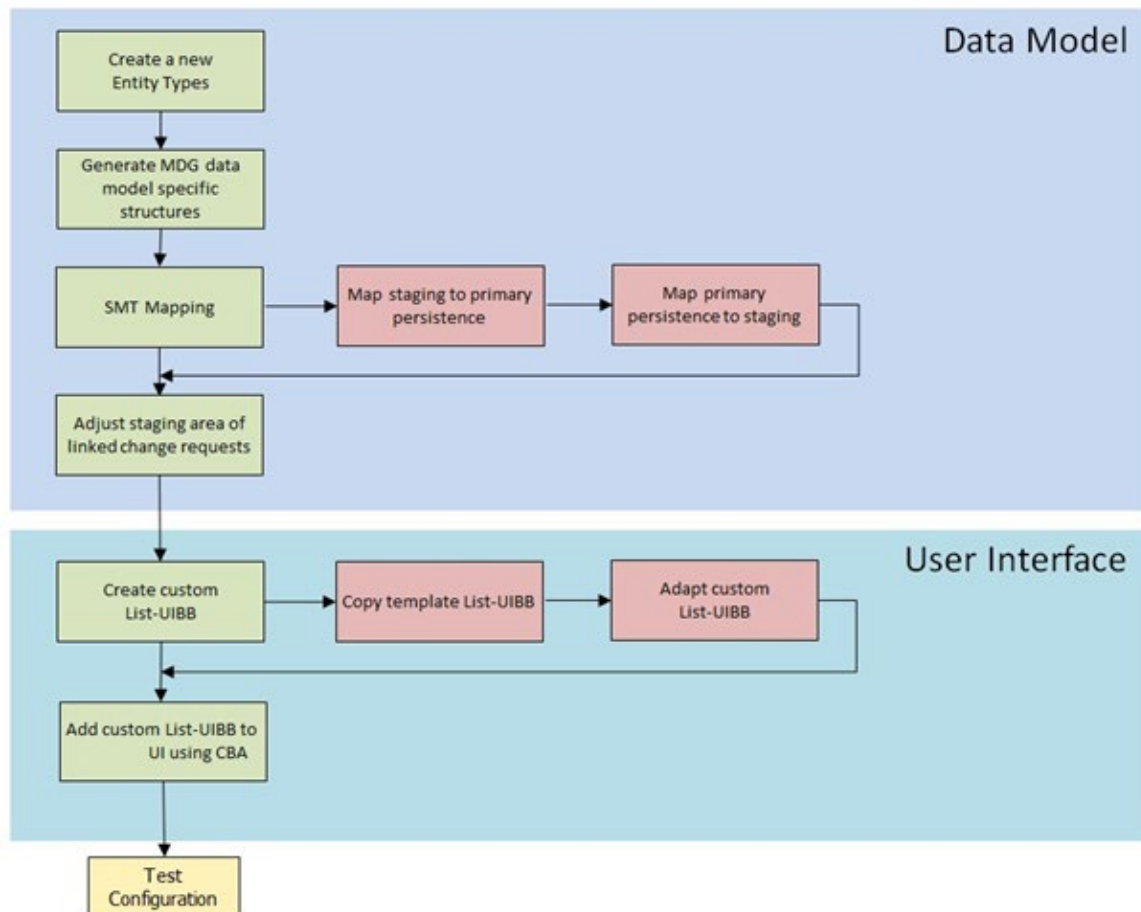 Data Model
Create a new
Entity Types
Generate MDG data
model specific
structures
SMT Mapping
Map staging to primary
persistence
Map primary
persistence to staging
Adjust staging area of
linked change requests
User Interface
Create custom
List-UIBB
Copy template List-UIBB
Adapt custom
List-UIBB
Add custom List-UIBB to
UI using CBA
Test
Configuration